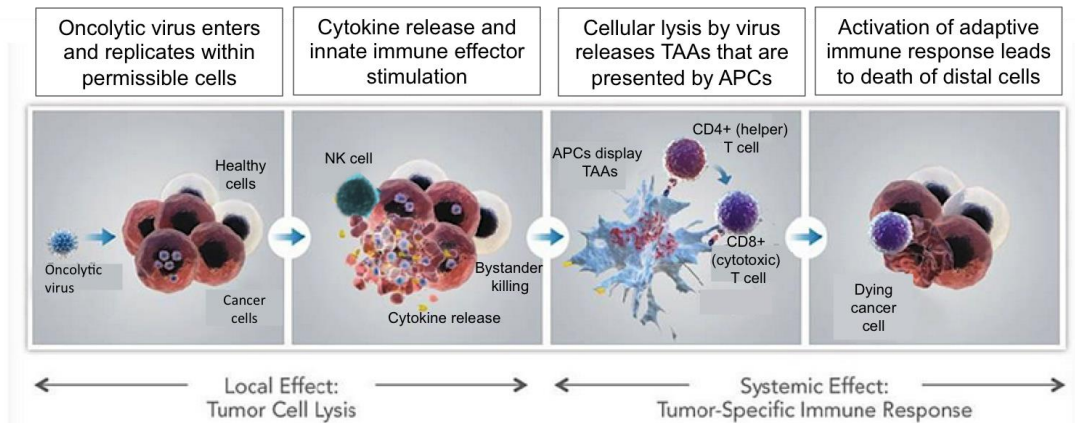 Oncolytic virus enters
and replicates within
permissible cells
Cytokine release and
innate immune effector
stimulation
Cellular lysis by virus
releases TAAs that are
presented by APCs
Activation of adaptive
immune response leads
to death of distal cells
Healthy
cells
Oncolytic
virus
Cancer
cells
NK cell
Bystander
killing
Cytokine release
APCs display
TAAs
CD4+ (helper)
T cell
CD8+
(cytotoxic)
T cell
Dying
cancer
cell
Local Effect:
Tumor Cell Lysis
Systemic Effect:
Tumor-Specific Immune Response